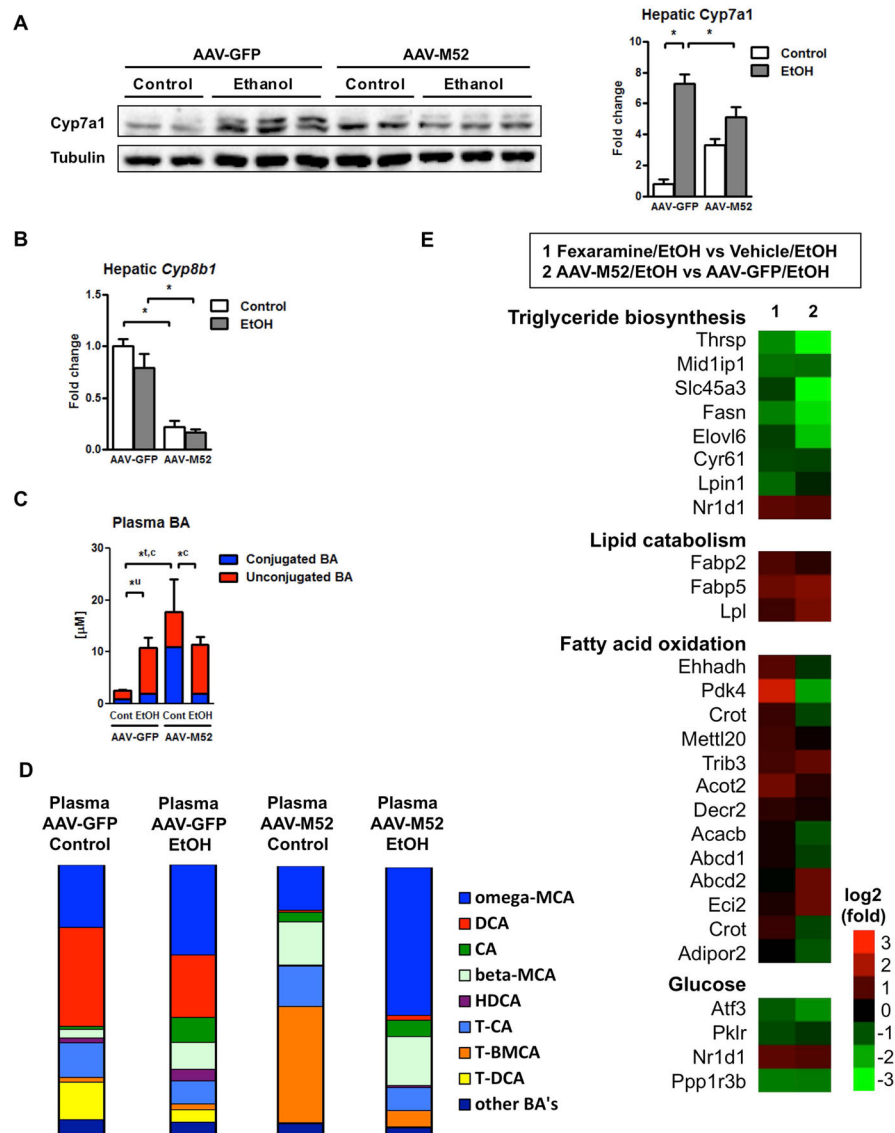 A
AAV-GFP AAV-M52
Control Ethanol Control Ethanol
Cyp7a1
Tubulin
Hepatic Cyp7a1
* *
Control
EtOH
Fold change
10
8
6
4
2
0
AAV-GFP AAV-M52
B
Hepatic Cyp8b1
*
*
Control
EtOH
Fold change
1.5
1.0
0.5
0.0
AAV-GFP AAV-M52
C
Plasma BA
Conjugated BA
Unconjugated BA
*t,c *c
*u
[µM]
30
20
10
0
Cont EtOH Cont EtOH
AAV-GFP AAV-M52
D
Plasma AAV-GFP Control
Plasma AAV-GFP EtOH
Plasma AAV-M52 Control
Plasma AAV-M52 EtOH
omega-MCA
DCA
CA
beta-MCA
HDCA
T-CA
T-BMCA
T-DCA
other BA's
E
1 Fexaramine/EtOH vs Vehicle/EtOH
2 AAV-M52/EtOH vs AAV-GFP/EtOH
1 2
Triglyceride biosynthesis
Thrsp
Mid1ip1
Slc45a3
Fasn
Elovl6
Cyr61
Lpin1
Nr1d1
Lipid catabolism
Fabp2
Fabp5
Lpl
Fatty acid oxidation
Ehhadh
Pdk4
Crot
Mettl20
Trib3
Acot2
Decr2
Acacb
Abcd1
Abcd2
Eci2
Crot
Adipor2
Glucose
Atf3
Pklr
Nr1d1
Ppp1r3b
log2
(fold)
3
2
1
0
-1
-2
-3